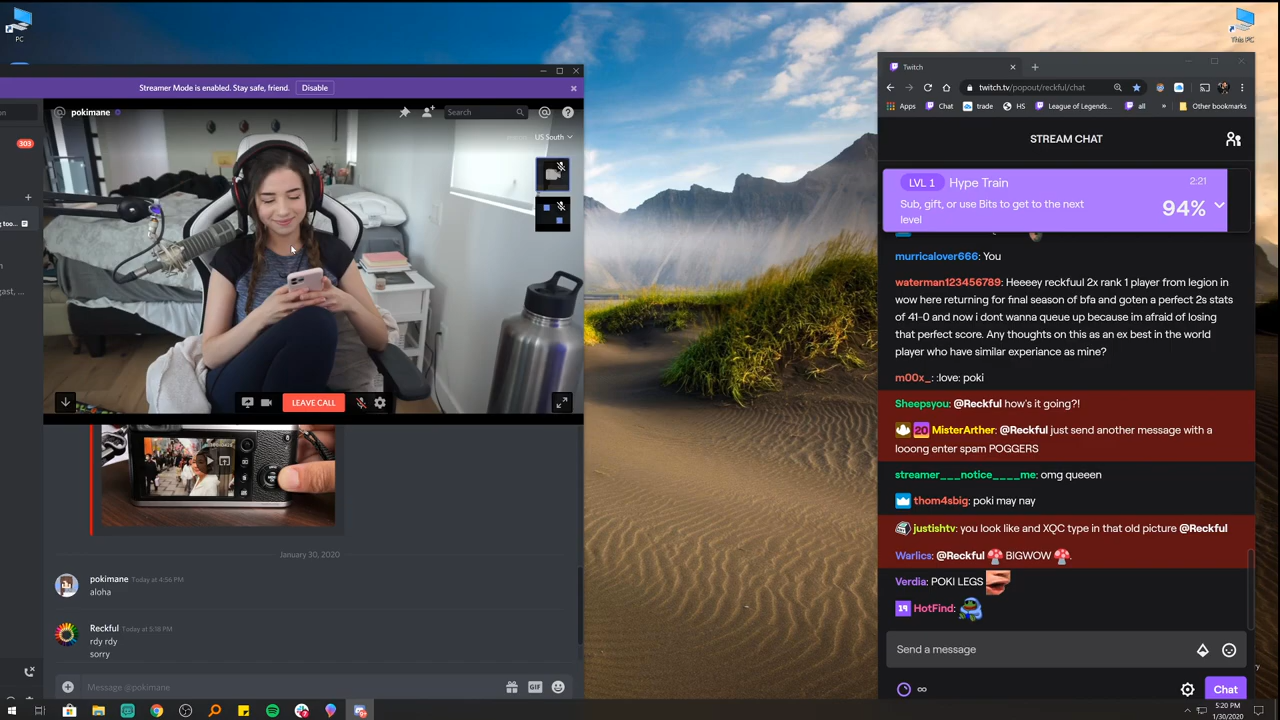 PC
This PC
Streamer Mode is enabled. Stay safe, friend. Disable
pokimane
Search
US South
303
LEAVE CALL
January 30, 2020
pokimane Today at 4:56 PM
aloha
Reckful Today at 5:18 PM
rdy rdy
sorry
Message @pokimane
GIF
Twitch
twitch.tv/popout/reckful/chat
Apps Chat trade HS League of Legends... all » Other bookmarks
STREAM CHAT
LVL 1 Hype Train 2:21
Sub, gift, or use Bits to get to the next
level
94%
murricalover666: You
waterman123456789: Heeeey reckfuul 2x rank 1 player from legion in
wow here returning for final season of bfa and goten a perfect 2s stats
of 41-0 and now i dont wanna queue up because im afraid of losing
that perfect score. Any thoughts on this as an ex best in the world
player who have similar experiance as mine?
m00x_: :love: poki
Sheepsyou: @Reckful how's it going?!
20 MisterArther: @Reckful just send another message with a
looong enter spam POGGERS
streamer___notice____me: omg queeen
thom4sbig: poki may nay
justishtv: you look like and XQC type in that old picture @Reckful
Warlics: @Reckful BIGWOW .
Verdia: POKI LEGS
HotFind:
Send a message
∞
Chat
5:20 PM
1/30/2020